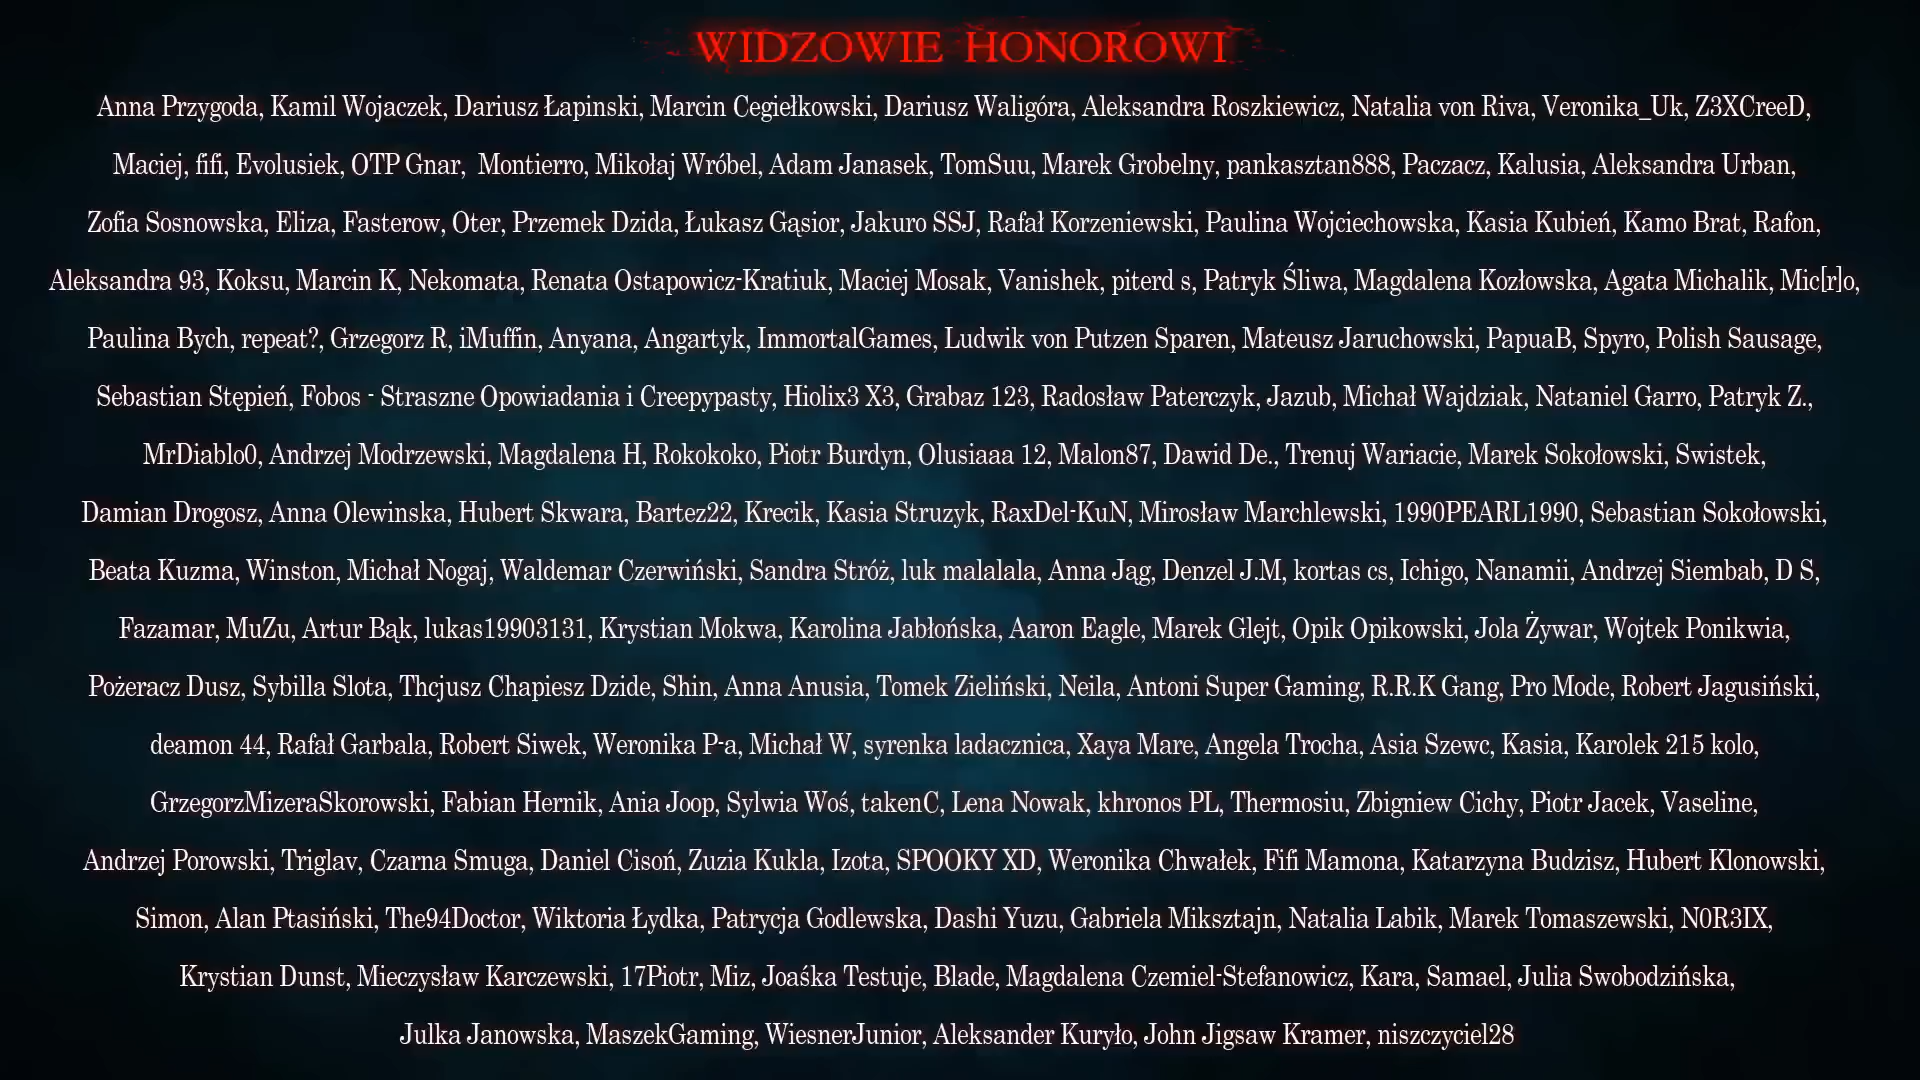 WIDZOWIE HONOROWI
Anna Przygoda, Kamil Wojaczek, Dariusz Łapinski, Marcin Cegiełkowski, Dariusz Waligóra, Aleksandra Roszkiewicz, Natalia von Riva, Veronika_Uk, Z3XCreeD,
Maciej, fifi, Evolusiek, OTP Gnar,  Montierro, Mikołaj Wróbel, Adam Janasek, TomSuu, Marek Grobelny, pankasztan888, Paczacz, Kalusia, Aleksandra Urban,
Zofia Sosnowska, Eliza, Fasterow, Oter, Przemek Dzida, Łukasz Gąsior, Jakuro SSJ, Rafał Korzeniewski, Paulina Wojciechowska, Kasia Kubień, Kamo Brat, Rafon,
Aleksandra 93, Koksu, Marcin K, Nekomata, Renata Ostapowicz-Kratiuk, Maciej Mosak, Vanishek, piterd s, Patryk Śliwa, Magdalena Kozłowska, Agata Michalik, Mic[r]o,
Paulina Bych, repeat?, Grzegorz R, iMuffin, Anyana, Angartyk, ImmortalGames, Ludwik von Putzen Sparen, Mateusz Jaruchowski, PapuaB, Spyro, Polish Sausage,
Sebastian Stępień, Fobos - Straszne Opowiadania i Creepypasty, Hiolix3 X3, Grabaz 123, Radosław Paterczyk, Jazub, Michał Wajdziak, Nataniel Garro, Patryk Z.,
MrDiablo0, Andrzej Modrzewski, Magdalena H, Rokokoko, Piotr Burdyn, Olusiaaa 12, Malon87, Dawid De., Trenuj Wariacie, Marek Sokołowski, Swistek,
Damian Drogosz, Anna Olewinska, Hubert Skwara, Bartez22, Krecik, Kasia Struzyk, RaxDel-KuN, Mirosław Marchlewski, 1990PEARL1990, Sebastian Sokołowski,
Beata Kuzma, Winston, Michał Nogaj, Waldemar Czerwiński, Sandra Stróż, luk malalala, Anna Jąg, Denzel J.M, kortas cs, Ichigo, Nanamii, Andrzej Siembab, D S,
Fazamar, MuZu, Artur Bąk, lukas19903131, Krystian Mokwa, Karolina Jabłońska, Aaron Eagle, Marek Glejt, Opik Opikowski, Jola Żywar, Wojtek Ponikwia,
Pożeracz Dusz, Sybilla Slota, Thcjusz Chapiesz Dzide, Shin, Anna Anusia, Tomek Zieliński, Neila, Antoni Super Gaming, R.R.K Gang, Pro Mode, Robert Jagusiński,
deamon 44, Rafał Garbala, Robert Siwek, Weronika P-a, Michał W, syrenka ladacznica, Xaya Mare, Angela Trocha, Asia Szewc, Kasia, Karolek 215 kolo,
GrzegorzMizeraSkorowski, Fabian Hernik, Ania Joop, Sylwia Woś, takenC, Lena Nowak, khronos PL, Thermosiu, Zbigniew Cichy, Piotr Jacek, Vaseline,
Andrzej Porowski, Triglav, Czarna Smuga, Daniel Cisoń, Zuzia Kukla, Izota, SPOOKY XD, Weronika Chwałek, Fifi Mamona, Katarzyna Budzisz, Hubert Klonowski,
Simon, Alan Ptasiński, The94Doctor, Wiktoria Łydka, Patrycja Godlewska, Dashi Yuzu, Gabriela Miksztajn, Natalia Labik, Marek Tomaszewski, N0R3IX,
Krystian Dunst, Mieczysław Karczewski, 17Piotr, Miz, Joaśka Testuje, Blade, Magdalena Czemiel-Stefanowicz, Kara, Samael, Julia Swobodzińska,
Julka Janowska, MaszekGaming, WiesnerJunior, Aleksander Kuryło, John Jigsaw Kramer, niszczyciel28